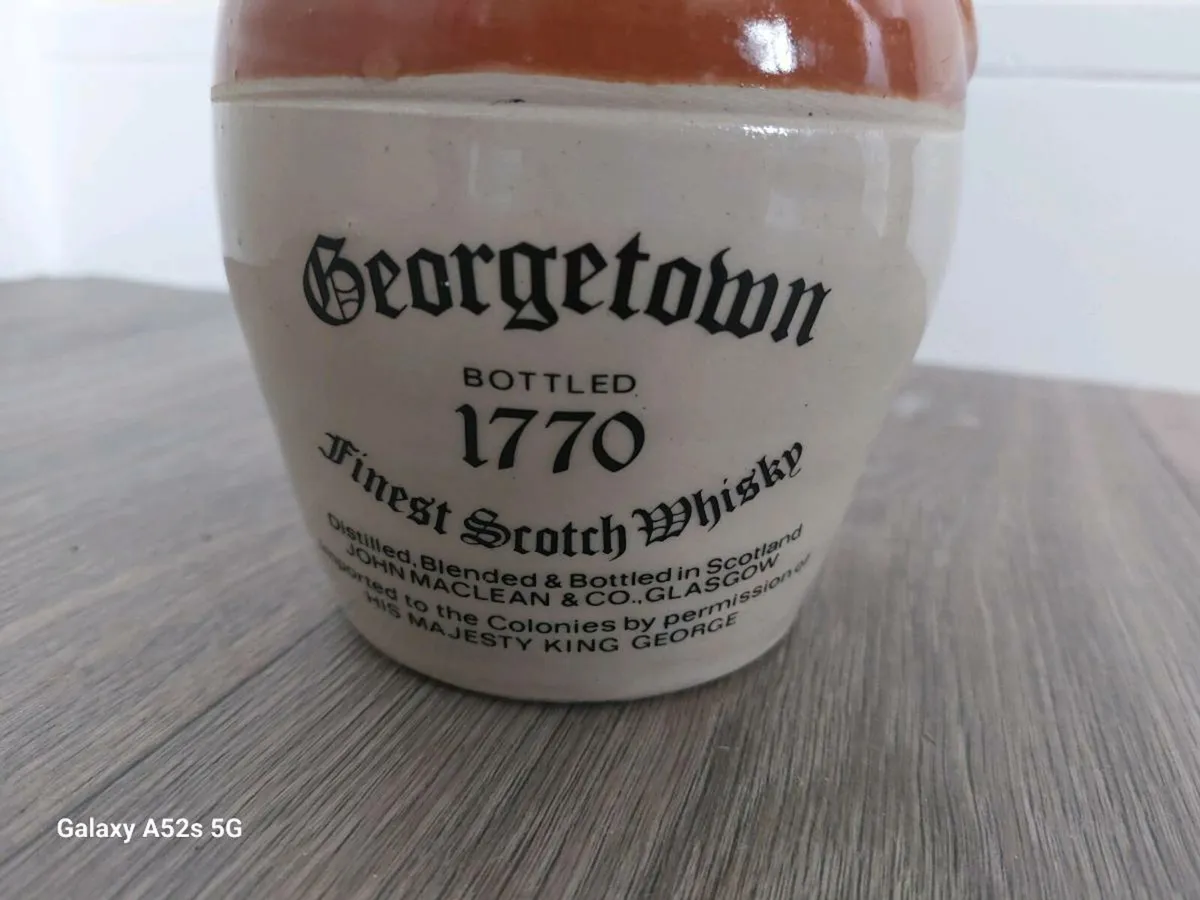 Georgetown
BOTTLED
1770
Finest Scotch Whisky
Distilled, Blended & Bottled in Scotland
JOHN MACLEAN & CO., GLASGOW
to the Colonies by permission of
HIS MAJESTY KING GEORGE
Galaxy A52s 5G